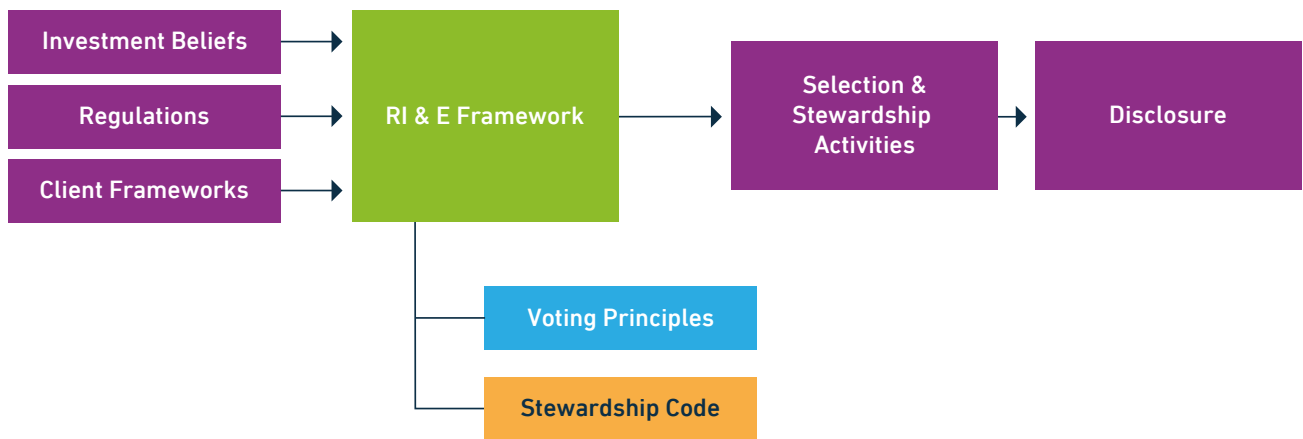 Investment Beliefs
Regulations
Client Frameworks
RI & E Framework
Selection &
Stewardship
Activities
Disclosure
Voting Principles
Stewardship Code